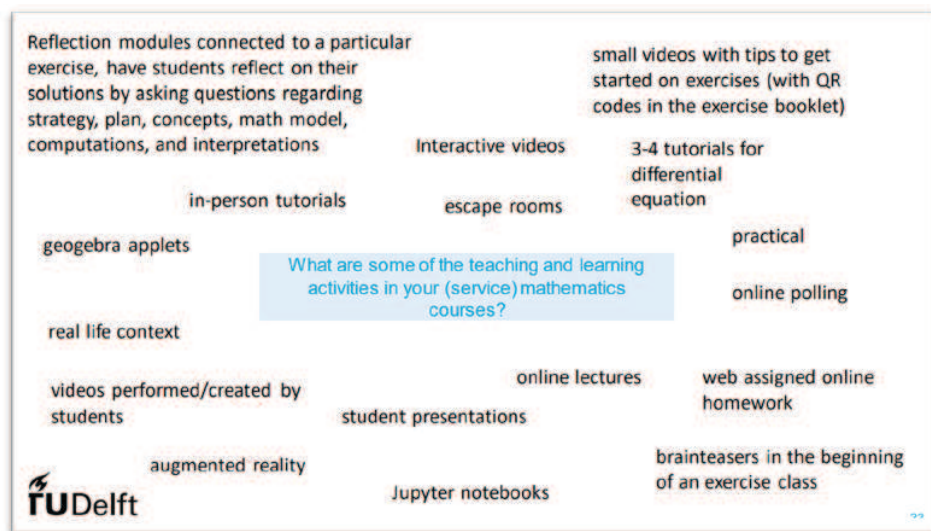 Reflection modules connected to a particular
exercise, have students reflect on their
solutions by asking questions regarding
strategy, plan, concepts, math model,
computations, and interpretations
small videos with tips to get
started on exercises (with QR
codes in the exercise booklet)
Interactive videos
3-4 tutorials for
differential
equation
in-person tutorials
escape rooms
practical
geogebra applets
What are some of the teaching and learning
activities in your (service) mathematics
courses?
online polling
real life context
online lectures
web assigned online
homework
videos performed/created by
students
student presentations
brainteasers in the beginning
of an exercise class
augmented reality
Jupyter notebooks
TUDelft